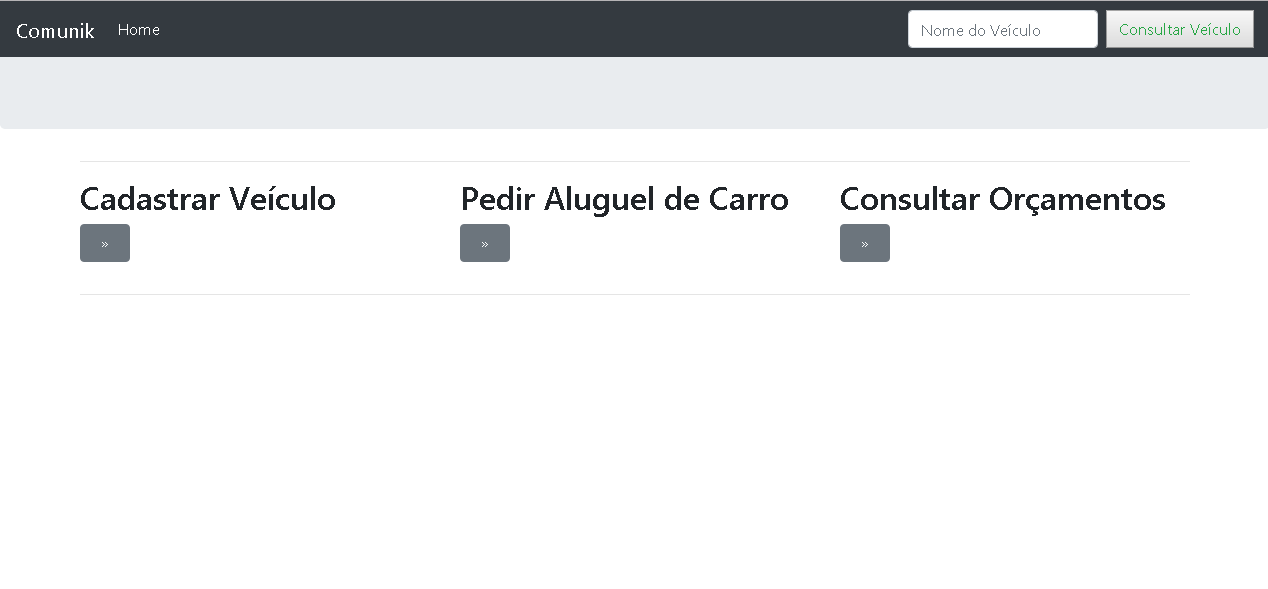 Comunik Home Nome do Veículo Consultar Veículo
Cadastrar Veículo Pedir Aluguel de Carro Consultar Orçamentos
» » »